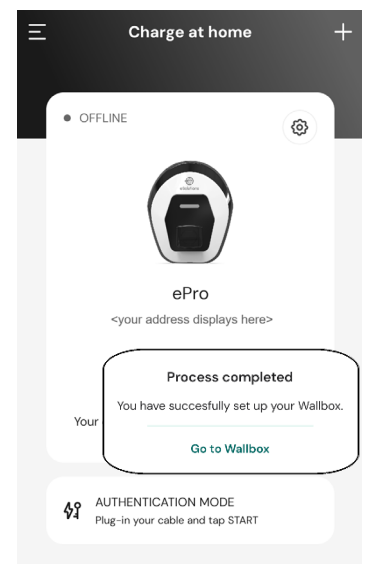 Charge at home
OFFLINE
ePro
<your address displays here>
Process completed
You have succesfully set up your Wallbox.
Your
Go to Wallbox
AUTHENTICATION MODE
Plug-in your cable and tap START